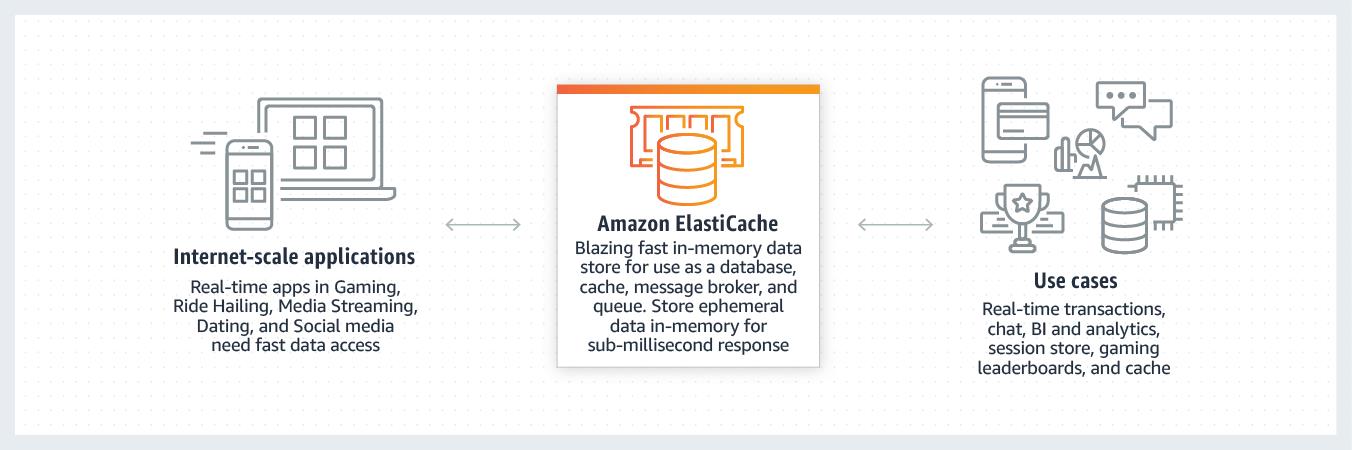 Internet-scale applications
Real-time apps in Gaming,
Ride Hailing, Media Streaming,
Dating, and Social media
need fast data access
Amazon ElastiCache
Blazing fast in-memory data
store for use as a database,
cache, message broker, and
queue. Store ephemeral
data in-memory for
sub-millisecond response
Use cases
Real-time transactions,
chat, BI and analytics,
session store, gaming
leaderboards, and cache